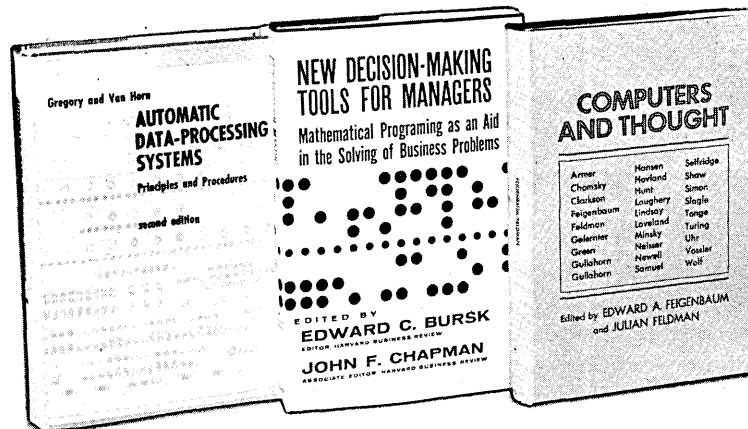 Gregory and Van Horn
AUTOMATIC
DATA-PROCESSING
SYSTEMS
Principles and Procedures
second edition
NEW DECISION-MAKING
TOOLS FOR MANAGERS
Mathematical Programing as an Aid
in the Solving of Business Problems
EDITED BY
EDWARD C. BURSK
EDITOR, HARVARD BUSINESS REVIEW
JOHN F. CHAPMAN
ASSOCIATE EDITOR, HARVARD BUSINESS REVIEW
COMPUTERS
AND THOUGHT
Armer
Chomsky
Clarkson
Feigenbaum
Feldman
Gelernter
Green
Gullahorn
Gullahorn
Hansen
Hovland
Hunt
Laughery
Lindsay
Loveland
Minsky
Neisser
Newell
Samuel
Selfridge
Shaw
Simon
Slagle
Tonge
Turing
Uhr
Vossler
Wolf
Edited by EDWARD A. FEIGENBAUM
and JULIAN FELDMAN